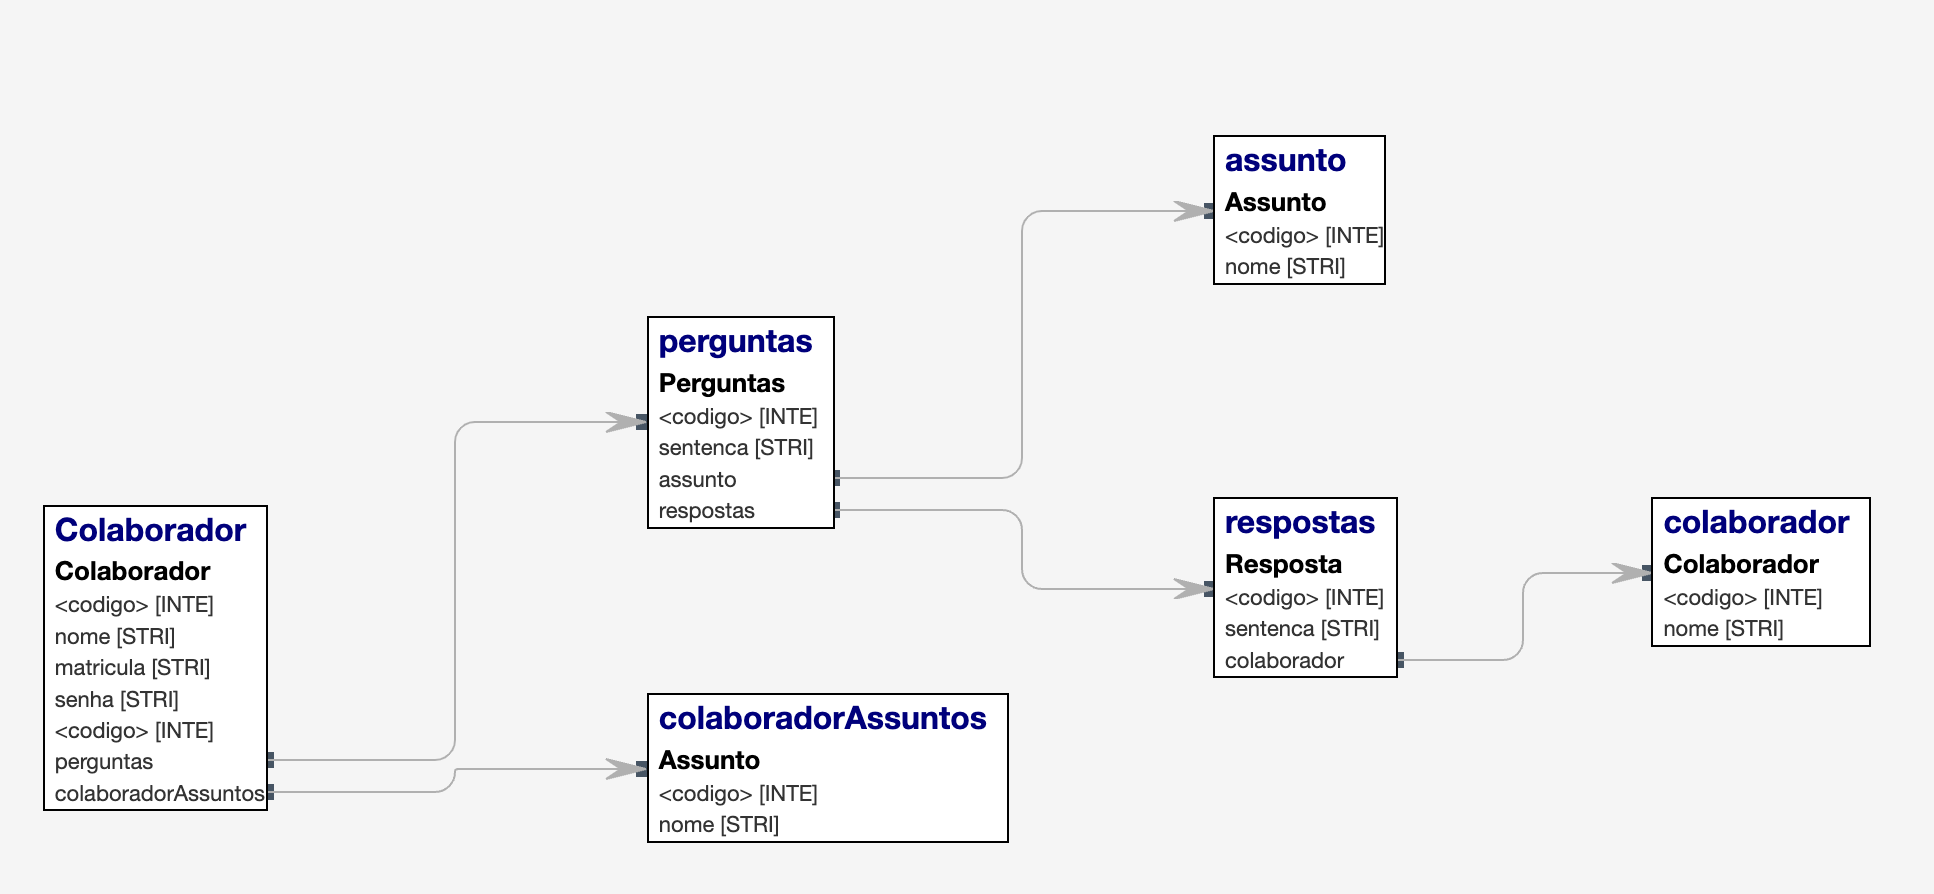 Colaborador
Colaborador
<codigo> [INTE]
nome [STRI]
matricula [STRI]
senha [STRI]
<codigo> [INTE]
perguntas
colaboradorAssuntos
perguntas
Perguntas
<codigo> [INTE]
sentenca [STRI]
assunto
respostas
colaboradorAssuntos
Assunto
<codigo> [INTE]
nome [STRI]
assunto
Assunto
<codigo> [INTE]
nome [STRI]
respostas
Resposta
<codigo> [INTE]
sentenca [STRI]
colaborador
colaborador
Colaborador
<codigo> [INTE]
nome [STRI]